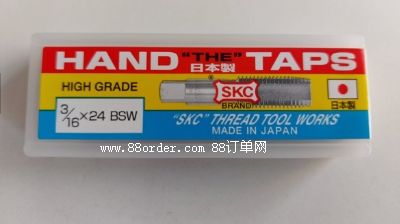 HAND "THE" TAPS
日本製
HIGH GRADE
SKC
BRAND
日本製
3/16 × 24 BSW
"SKC" THREAD TOOL WORKS
MADE IN JAPAN
www.88order.com 88订单网